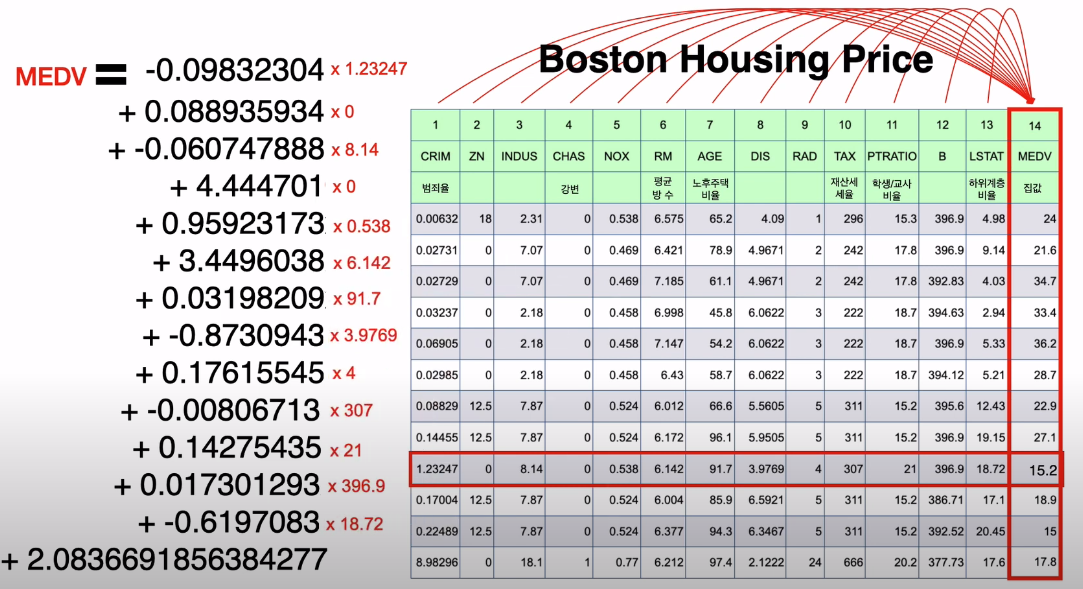 Boston Housing Price
MEDV = -0.09832304 x 1.23247
+ 0.088935934 x 0
+ -0.060747888 x 8.14
+ 4.444701 x 0
+ 0.95923173 x 0.538
+ 3.4496038 x 6.142
+ 0.03198209 x 91.7
+ -0.8730943 x 3.9769
+ 0.17615545 x 4
+ -0.00806713 x 307
+ 0.14275435 x 21
+ 0.017301293 x 396.9
+ -0.6197083 x 18.72
+ 2.0836691856384277
1 2 3 4 5 6 7 8 9 10 11 12 13 14
CRIM ZN INDUS CHAS NOX RM AGE DIS RAD TAX PTRATIO B LSTAT MEDV
범죄율 강변 평균 방 수 노후주택 비율 재산세 세율 학생/교사 비율 하위계층 비율 집값
0.00632 18 2.31 0 0.538 6.575 65.2 4.09 1 296 15.3 396.9 4.98 24
0.02731 0 7.07 0 0.469 6.421 78.9 4.9671 2 242 17.8 396.9 9.14 21.6
0.02729 0 7.07 0 0.469 7.185 61.1 4.9671 2 242 17.8 392.83 4.03 34.7
0.03237 0 2.18 0 0.458 6.998 45.8 6.0622 3 222 18.7 394.63 2.94 33.4
0.06905 0 2.18 0 0.458 7.147 54.2 6.0622 3 222 18.7 396.9 5.33 36.2
0.02985 0 2.18 0 0.458 6.43 58.7 6.0622 3 222 18.7 394.12 5.21 28.7
0.08829 12.5 7.87 0 0.524 6.012 66.6 5.5605 5 311 15.2 395.6 12.43 22.9
0.14455 12.5 7.87 0 0.524 6.172 96.1 5.9505 5 311 15.2 396.9 19.15 27.1
1.23247 0 8.14 0 0.538 6.142 91.7 3.9769 4 307 21 396.9 18.72 15.2
0.17004 12.5 7.87 0 0.524 6.004 85.9 6.5921 5 311 15.2 386.71 17.1 18.9
0.22489 12.5 7.87 0 0.524 6.377 94.3 6.3467 5 311 15.2 392.52 20.45 15
8.98296 0 18.1 1 0.77 6.212 97.4 2.1222 24 666 20.2 377.73 17.6 17.8